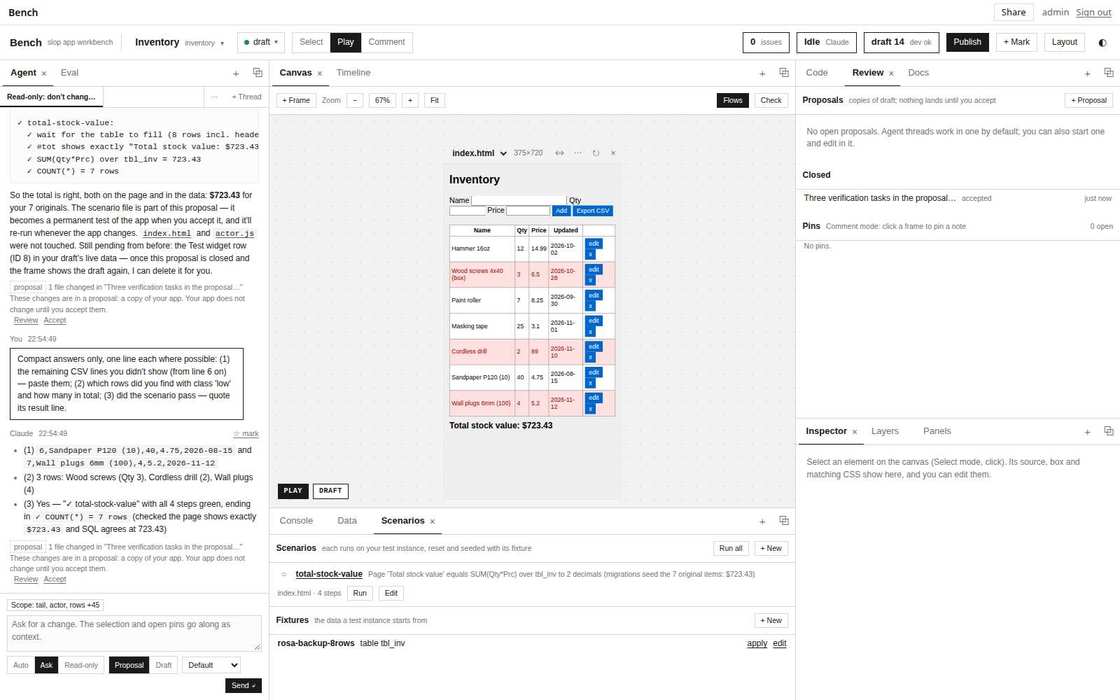 Bench
Share admin Sign out
Bench slop app workbench Inventory inventory ▾ draft ▾ Select Play Comment 0 issues Idle Claude draft 14 dev ok Publish + Mark Layout
Agent × Eval
Read-only: don't chang… ··· + Thread
✓ total-stock-value:
✓ wait for the table to fill (8 rows incl. heade
✓ #tot shows exactly "Total stock value: $723.43
✓ SUM(Qty*Prc) over tbl_inv = 723.43
✓ COUNT(*) = 7 rows
So the total is right, both on the page and in the data: $723.43 for
your 7 originals. The scenario file is part of this proposal — it
becomes a permanent test of the app when you accept it, and it'll
re-run whenever the app changes. index.html and actor.js
were not touched. Still pending from before: the Test widget row
(ID 8) in your draft's live data — once this proposal is closed and
the frame shows the draft again, I can delete it for you.
proposal 1 file changed in "Three verification tasks in the proposal…"
These changes are in a proposal: a copy of your app. Your app does not
change until you accept them.
Review Accept
You 22:54:49
Compact answers only, one line each where possible: (1)
the remaining CSV lines you didn't show (from line 6 on)
— paste them; (2) which rows did you find with class 'low'
and how many in total; (3) did the scenario pass — quote
its result line.
Claude 22:54:49 ☆ mark
• (1) 6,Sandpaper P120 (10),40,4.75,2026-08-15 and
7,Wall plugs 6mm (100),4,5.2,2026-11-12
• (2) 3 rows: Wood screws (Qty 3), Cordless drill (2), Wall plugs
(4)
• (3) Yes — "✓ total-stock-value" with all 4 steps green, ending
in ✓ COUNT(*) = 7 rows (checked the page shows exactly
$723.43 and SQL agrees at 723.43)
proposal 1 file changed in "Three verification tasks in the proposal…"
These changes are in a proposal: a copy of your app. Your app does not
change until you accept them.
Review Accept
Scope: tail, actor, rows +45
Ask for a change. The selection and open pins go along as
context.
Auto Ask Read-only Proposal Draft Default
Send
Canvas × Timeline
+ Frame Zoom − 67% + Fit Flows Check
index.html 375×720 ··· ×
Inventory
Name Qty
Price Add Export CSV
Name Qty Price Updated
Hammer 16oz 12 14.99 2026-10-02 edit x
Wood screws 4x40 (box) 3 6.5 2026-10-28 edit x
Paint roller 7 8.25 2026-09-30 edit x
Masking tape 25 3.1 2026-11-01 edit x
Cordless drill 2 89 2026-11-10 edit x
Sandpaper P120 (10) 40 4.75 2026-08-15 edit x
Wall plugs 6mm (100) 4 5.2 2026-11-12 edit x
Total stock value: $723.43
PLAY DRAFT
Console Data Scenarios ×
Scenarios each runs on your test instance, reset and seeded with its fixture Run all + New
total-stock-value Page 'Total stock value' equals SUM(Qty*Prc) over tbl_inv to 2 decimals (migrations seed the 7 original items: $723.43)
index.html · 4 steps Run Edit
Fixtures the data a test instance starts from + New
rosa-backup-8rows table tbl_inv apply edit
Code Review × Docs
Proposals copies of draft; nothing lands until you accept + Proposal
No open proposals. Agent threads work in one by default; you can also start one
and edit in it.
Closed
Three verification tasks in the proposal… accepted just now
Pins Comment mode: click a frame to pin a note 0 open
No pins.
Inspector × Layers Panels
Select an element on the canvas (Select mode, click). Its source, box and
matching CSS show here, and you can edit them.